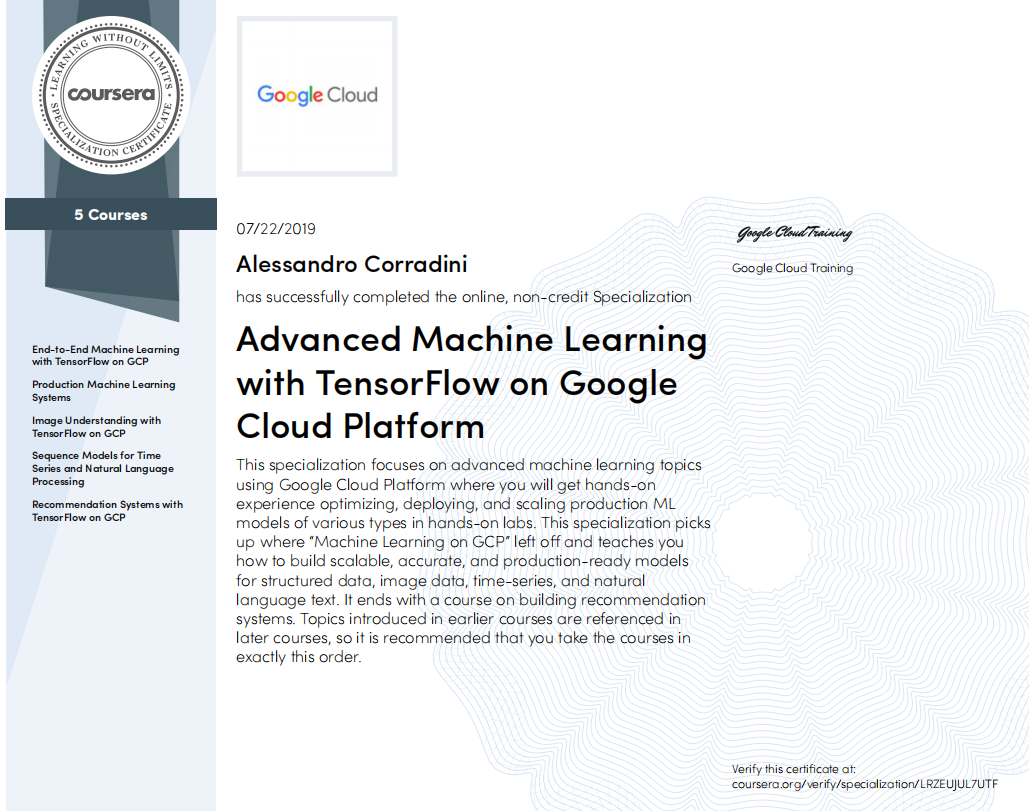 LEARNING WITHOUT LIMITS
coursera
SPECIALIZATION CERTIFICATE
Google Cloud
5 Courses
End-to-End Machine Learning
with TensorFlow on GCP
Production Machine Learning
Systems
Image Understanding with
TensorFlow on GCP
Sequence Models for Time
Series and Natural Language
Processing
Recommendation Systems with
TensorFlow on GCP
07/22/2019
Alessandro Corradini
has successfully completed the online, non-credit Specialization
Advanced Machine Learning
with TensorFlow on Google
Cloud Platform
This specialization focuses on advanced machine learning topics
using Google Cloud Platform where you will get hands-on
experience optimizing, deploying, and scaling production ML
models of various types in hands-on labs. This specialization picks
up where “Machine Learning on GCP” left off and teaches you
how to build scalable, accurate, and production-ready models
for structured data, image data, time-series, and natural
language text. It ends with a course on building recommendation
systems. Topics introduced in earlier courses are referenced in
later courses, so it is recommended that you take the courses in
exactly this order.
Google Cloud Training
Google Cloud Training
Verify this certificate at:
coursera.org/verify/specialization/LRZEUJUL7UTF